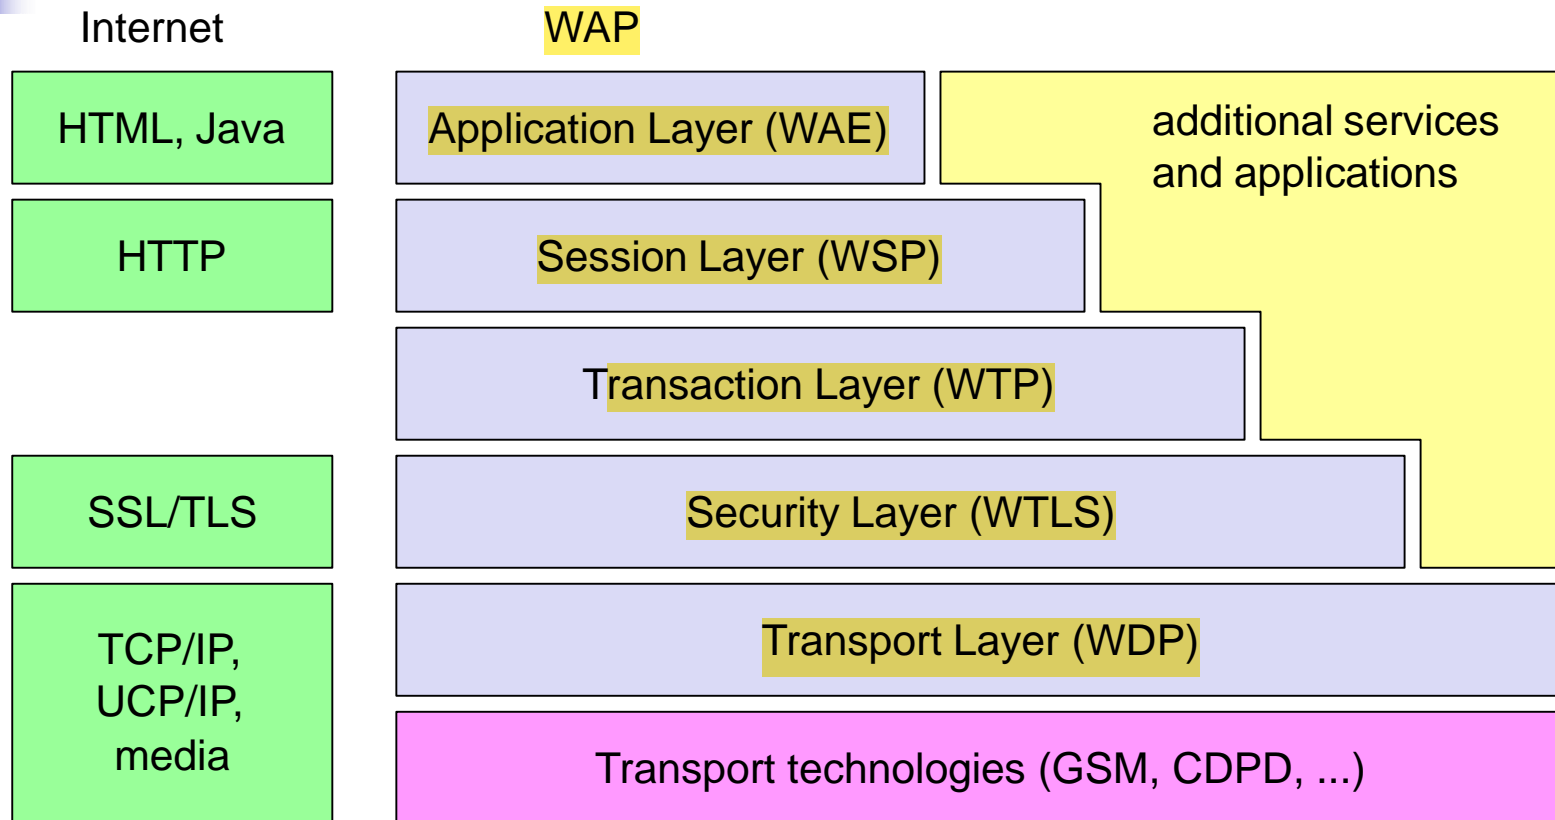 Internet
WAP
HTML, Java
Application Layer (WAE)
additional services
and applications
HTTP
Session Layer (WSP)
Transaction Layer (WTP)
SSL/TLS
Security Layer (WTLS)
TCP/IP,
UCP/IP,
media
Transport Layer (WDP)
Transport technologies (GSM, CDPD, ...)